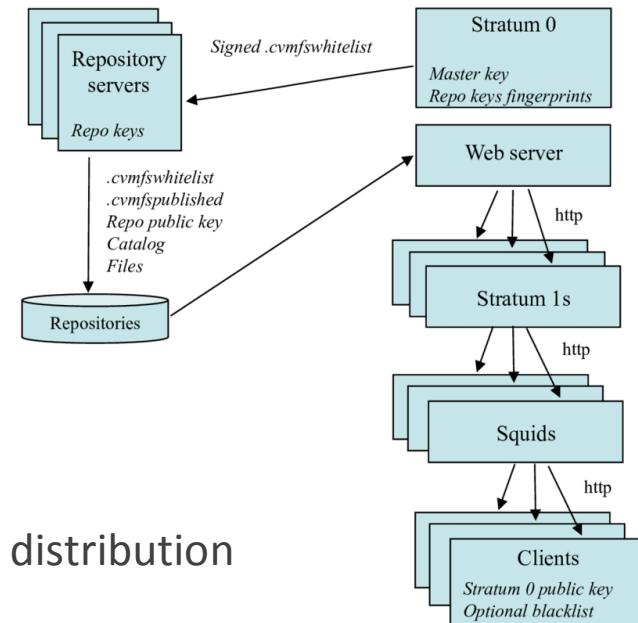 Signed .cvmfswhitelist
Stratum 0
Master key
Repo keys fingerprints
Repository
servers
Repo keys
Web server
.cvmfswhitelist
.cvmfspublished
Repo public key
Catalog
Files
http
Repositories
Stratum 1s
http
Squids
http
distribution
Clients
Stratum 0 public key
Optional blacklist